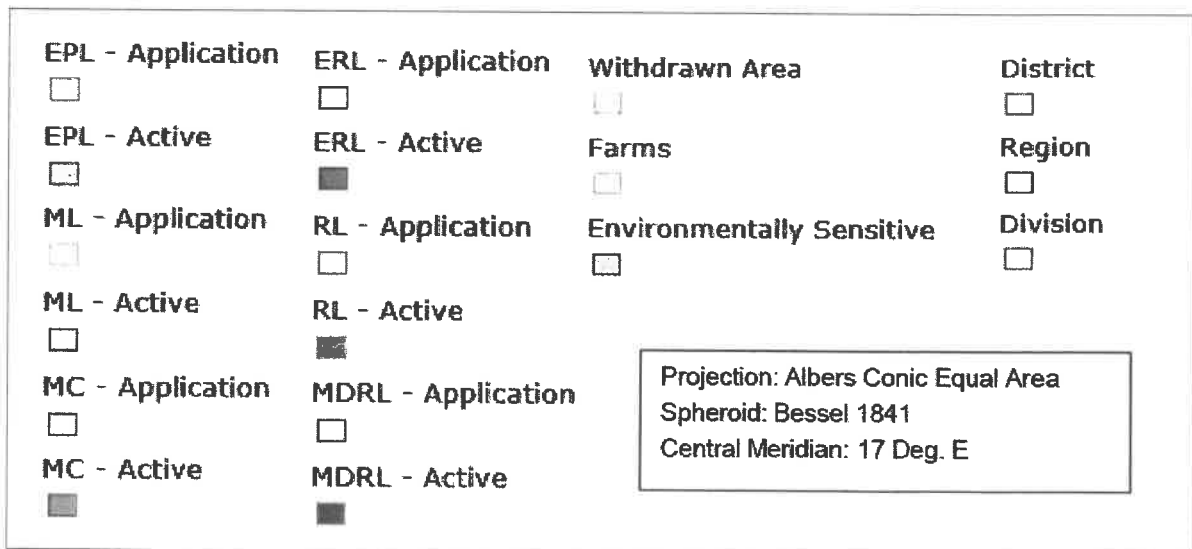 EPL - Application
EPL - Active
ML - Application
ML - Active
MC - Application
MC - Active
ERL - Application
ERL - Active
RL - Application
RL - Active
MDRL - Application
MDRL - Active
Withdrawn Area
Farms
Environmentally Sensitive
District
Region
Division
Projection: Albers Conic Equal Area
Spheroid: Bessel 1841
Central Meridian: 17 Deg. E